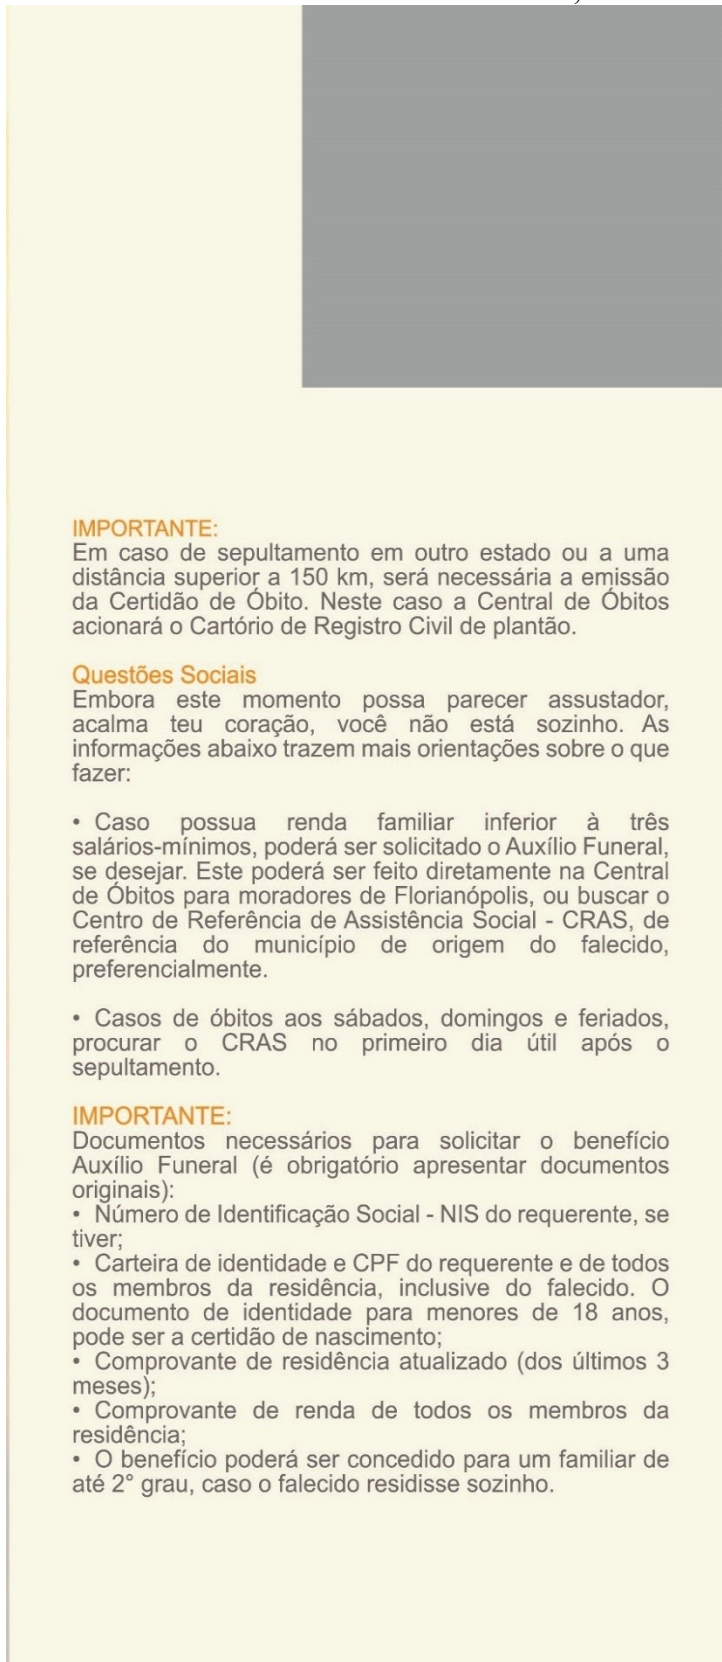 IMPORTANTE:
Em caso de sepultamento em outro estado ou a uma
distância superior a 150 km, será necessária a emissão
da Certidão de Óbito. Neste caso a Central de Óbitos
acionará o Cartório de Registro Civil de plantão.
Questões Sociais
Embora este momento possa parecer assustador,
acalma teu coração, você não está sozinho. As
informações abaixo trazem mais orientações sobre o que
fazer:
• Caso possua renda familiar inferior à três
salários-mínimos, poderá ser solicitado o Auxílio Funeral,
se desejar. Este poderá ser feito diretamente na Central
de Óbitos para moradores de Florianópolis, ou buscar o
Centro de Referência de Assistência Social - CRAS, de
referência do município de origem do falecido,
preferencialmente.
• Casos de óbitos aos sábados, domingos e feriados,
procurar o CRAS no primeiro dia útil após o
sepultamento.
IMPORTANTE:
Documentos necessários para solicitar o benefício
Auxílio Funeral (é obrigatório apresentar documentos
originais):
• Número de Identificação Social - NIS do requerente, se
tiver;
• Carteira de identidade e CPF do requerente e de todos
os membros da residência, inclusive do falecido. O
documento de identidade para menores de 18 anos,
pode ser a certidão de nascimento;
• Comprovante de residência atualizado (dos últimos 3
meses);
• Comprovante de renda de todos os membros da
residência;
• O benefício poderá ser concedido para um familiar de
até 2° grau, caso o falecido residisse sozinho.